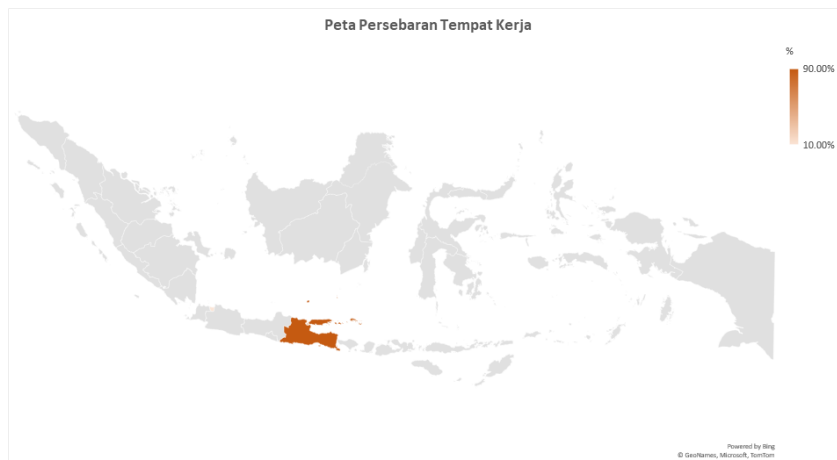 Peta Persebaran Tempat Kerja
%
90.00%
10.00%
Powered by Bing
© GeoNames, Microsoft, TomTom